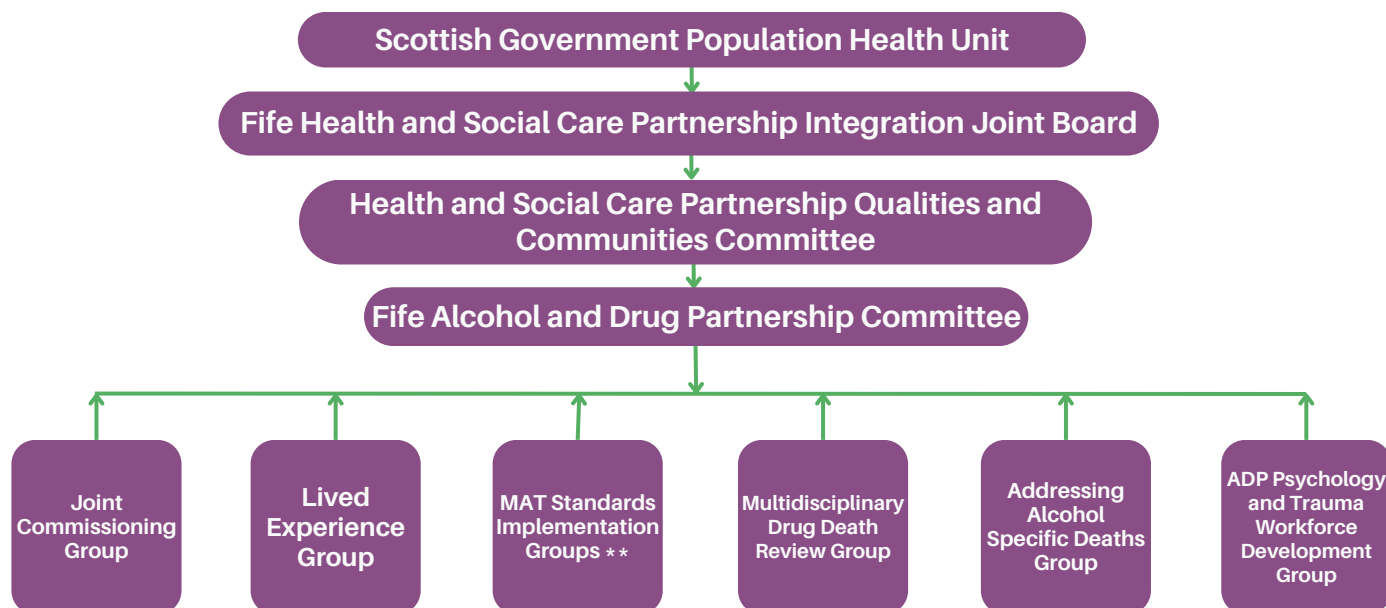 Scottish Government Population Health Unit
Fife Health and Social Care Partnership Integration Joint Board
Health and Social Care Partnership Qualities and
Communities Committee
Fife Alcohol and Drug Partnership Committee
Joint
Commissioning
Group
Lived
Experience
Group
MAT Standards
Implementation
Groups **
Multidisciplinary
Drug Death
Review Group
Addressing
Alcohol
Specific Deaths
Group
ADP Psychology
and Trauma
Workforce
Development
Group